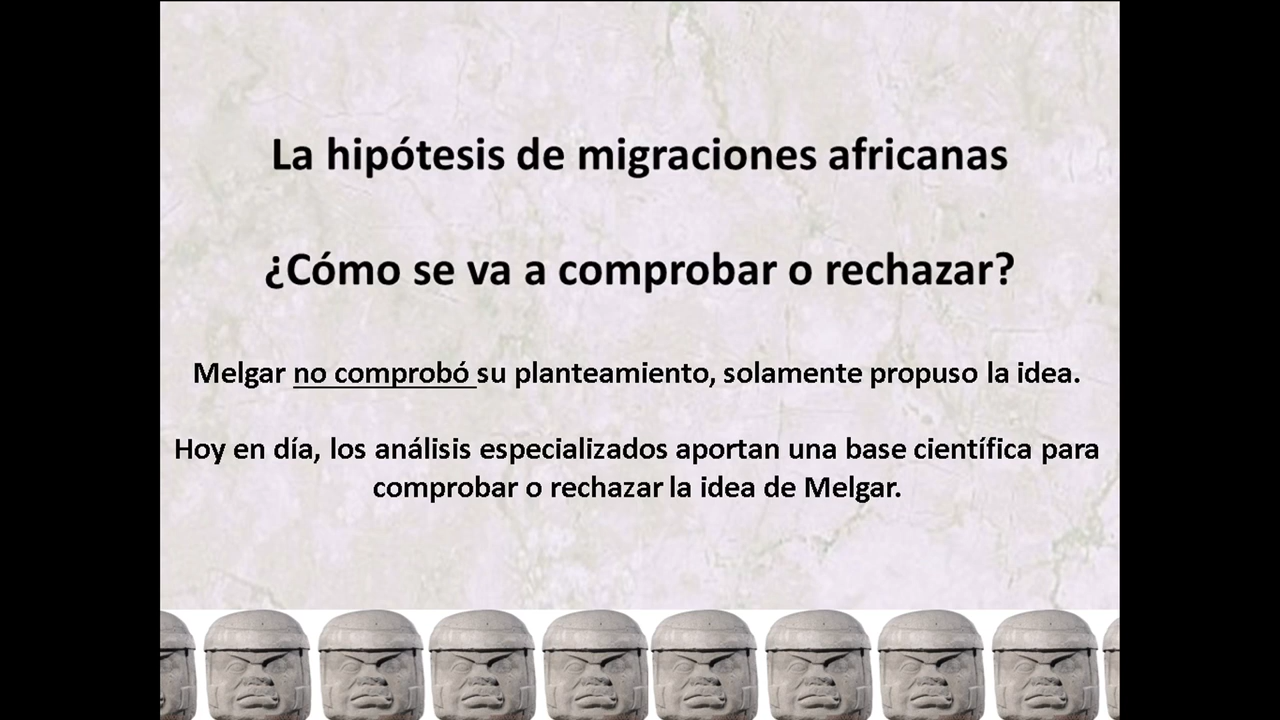 La hipótesis de migraciones africanas
¿Cómo se va a comprobar o rechazar?
Melgar no comprobó su planteamiento, solamente propuso la idea.
Hoy en día, los análisis especializados aportan una base científica para
comprobar o rechazar la idea de Melgar.